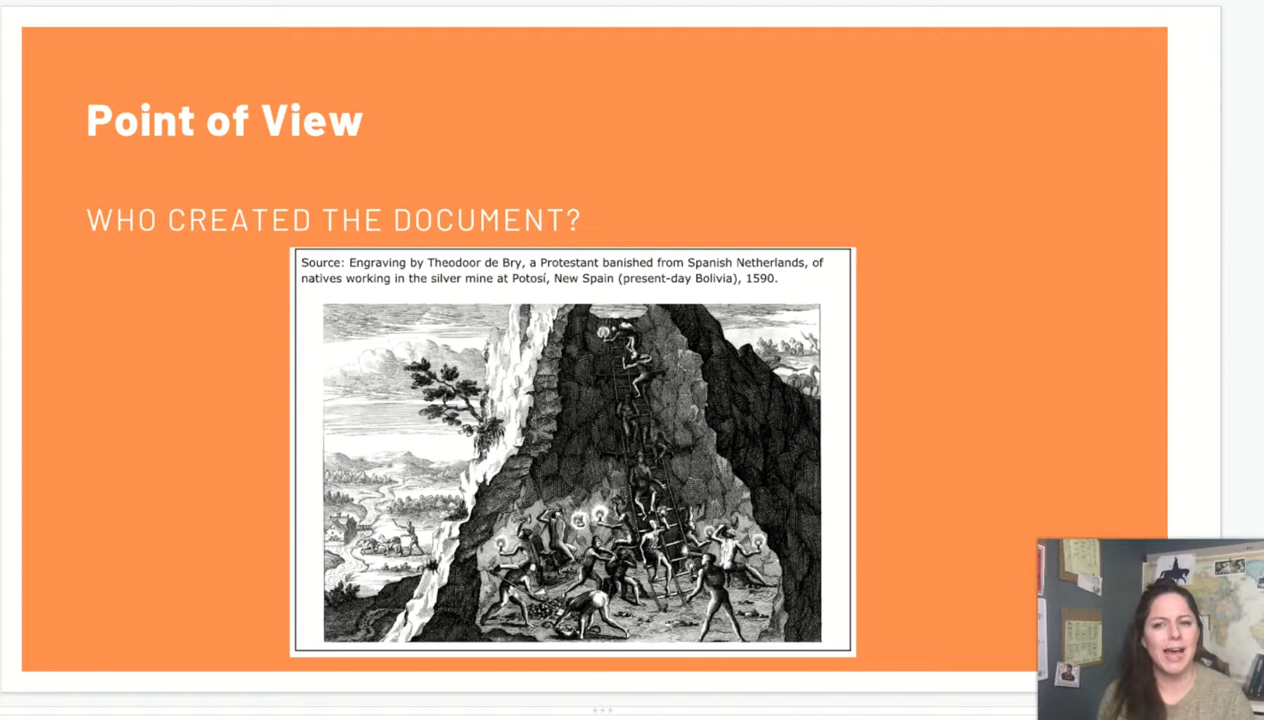 Point of View
WHO CREATED THE DOCUMENT?
Source: Engraving by Theodoor de Bry, a Protestant banished from Spanish Netherlands, of
natives working in the silver mine at Potosí, New Spain (present-day Bolivia), 1590.